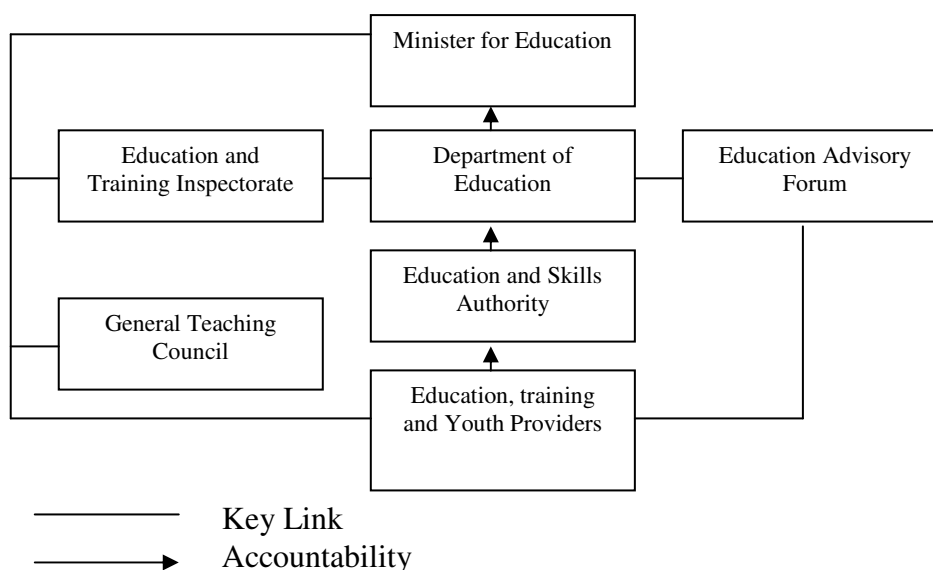 Minister for Education
Education and
Training Inspectorate
Department of
Education
Education Advisory
Forum
Education and Skills
Authority
General Teaching
Council
Education, training
and Youth Providers
Key Link
Accountability